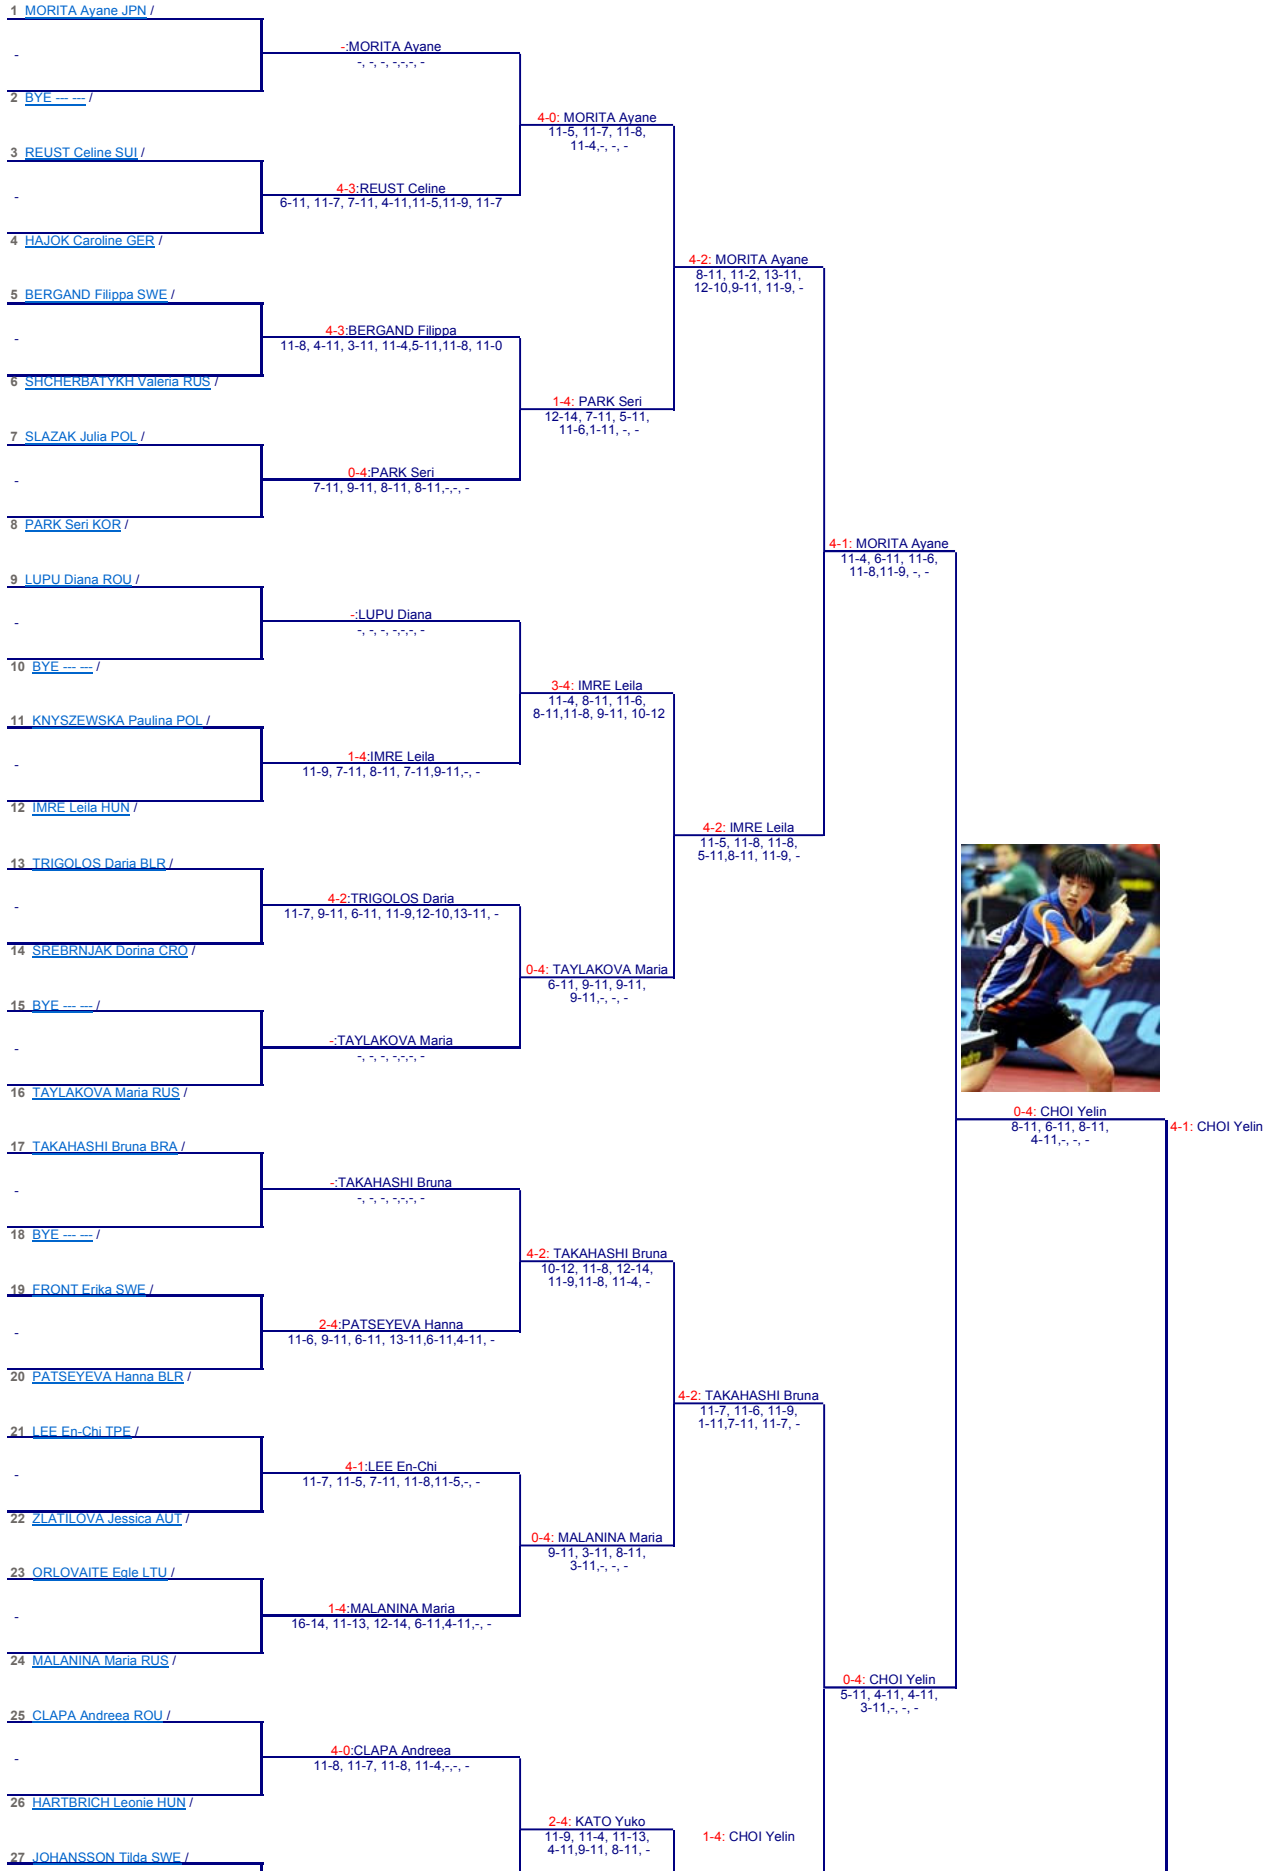 1 MORITA Ayane JPN /
-:MORITA Ayane
-
-, -, -, -,-,-, -
2 BYE --- --- /
4-0: MORITA Ayane
11-5, 11-7, 11-8,
11-4,-, -, -
3 REUST Celine SUI /
4-3:REUST Celine
-
6-11, 11-7, 7-11, 4-11,11-5,11-9, 11-7
4 HAJOK Caroline GER /
4-2: MORITA Ayane
8-11, 11-2, 13-11,
12-10,9-11, 11-9, -
5 BERGAND Filippa SWE /
4-3:BERGAND Filippa
-
11-8, 4-11, 3-11, 11-4,5-11,11-8, 11-0
6 SHCHERBATYKH Valeria RUS /
1-4: PARK Seri
12-14, 7-11, 5-11,
11-6,1-11, -, -
7 SLAZAK Julia POL /
0-4:PARK Seri
-
7-11, 9-11, 8-11, 8-11,-,-, -
8 PARK Seri KOR /
4-1: MORITA Ayane
11-4, 6-11, 11-6,
11-8,11-9, -, -
9 LUPU Diana ROU /
-:LUPU Diana
-
-, -, -, -,-,-, -
10 BYE --- --- /
3-4: IMRE Leila
11-4, 8-11, 11-6,
8-11,11-8, 9-11, 10-12
11 KNYSZEWSKA Paulina POL /
1-4:IMRE Leila
-
11-9, 7-11, 8-11, 7-11,9-11,-, -
12 IMRE Leila HUN /
4-2: IMRE Leila
11-5, 11-8, 11-8,
5-11,8-11, 11-9, -
13 TRIGOLOS Daria BLR /
4-2:TRIGOLOS Daria
-
11-7, 9-11, 6-11, 11-9,12-10,13-11, -
14 SREBRNJAK Dorina CRO /
0-4: TAYLAKOVA Maria
6-11, 9-11, 9-11,
9-11,-, -, -
15 BYE --- --- /
-:TAYLAKOVA Maria
-
-, -, -, -,-,-, -
16 TAYLAKOVA Maria RUS /
0-4: CHOI Yelin
8-11, 6-11, 8-11,
4-11,-, -, -
4-1: CHOI Yelin
17 TAKAHASHI Bruna BRA /
-:TAKAHASHI Bruna
-
-, -, -, -,-,-, -
18 BYE --- --- /
4-2: TAKAHASHI Bruna
10-12, 11-8, 12-14,
11-9,11-8, 11-4, -
19 FRONT Erika SWE /
2-4:PATSEYEVA Hanna
-
11-6, 9-11, 6-11, 13-11,6-11,4-11, -
20 PATSEYEVA Hanna BLR /
4-2: TAKAHASHI Bruna
11-7, 11-6, 11-9,
1-11,7-11, 11-7, -
21 LEE En-Chi TPE /
4-1:LEE En-Chi
-
11-7, 11-5, 7-11, 11-8,11-5,-, -
22 ZLATILOVA Jessica AUT /
0-4: MALANINA Maria
9-11, 3-11, 8-11,
3-11,-, -, -
23 ORLOVAITE Egle LTU /
1-4:MALANINA Maria
-
16-14, 11-13, 12-14, 6-11,4-11,-, -
24 MALANINA Maria RUS /
0-4: CHOI Yelin
5-11, 4-11, 4-11,
3-11,-, -, -
25 CLAPA Andreea ROU /
4-0:CLAPA Andreea
-
11-8, 11-7, 11-8, 11-4,-,-, -
26 HARTBRICH Leonie HUN /
2-4: KATO Yuko
11-9, 11-4, 11-13,
4-11,9-11, 8-11, -
1-4: CHOI Yelin
27 JOHANSSON Tilda SWE /